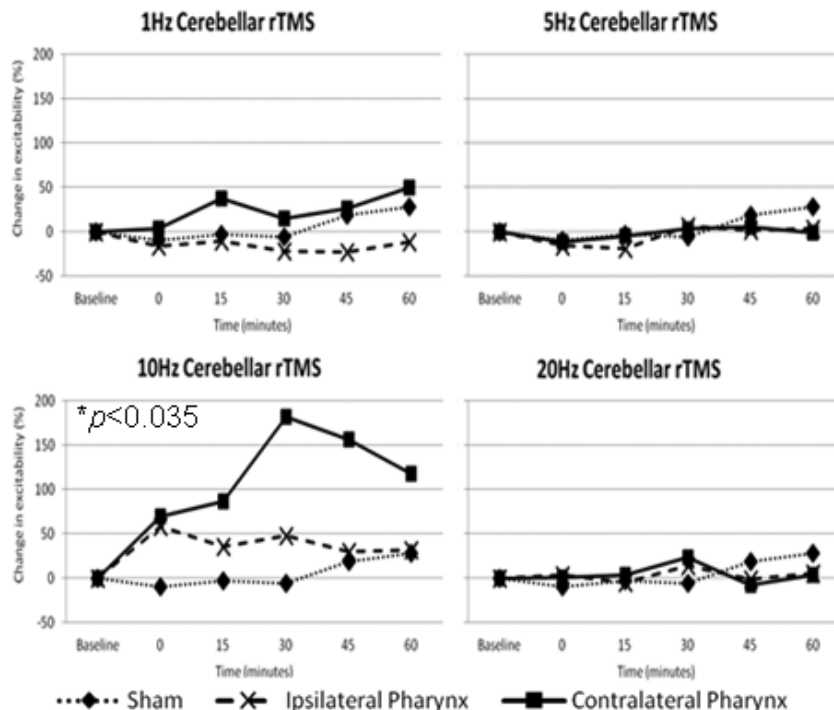 1Hz Cerebellar rTMS
Change in excitability (%)
200
150
100
50
0
-50
Baseline 0 15 30 45 60
Time (minutes)
5Hz Cerebellar rTMS
Baseline 0 15 30 45 60
Time (minutes)
10Hz Cerebellar rTMS
*p<0.035
Change in excitability (%)
200
150
100
50
0
-50
Baseline 0 15 30 45 60
Time (minutes)
20Hz Cerebellar rTMS
Baseline 0 15 30 45 60
Time (minutes)
Sham Ipsilateral Pharynx Contralateral Pharynx